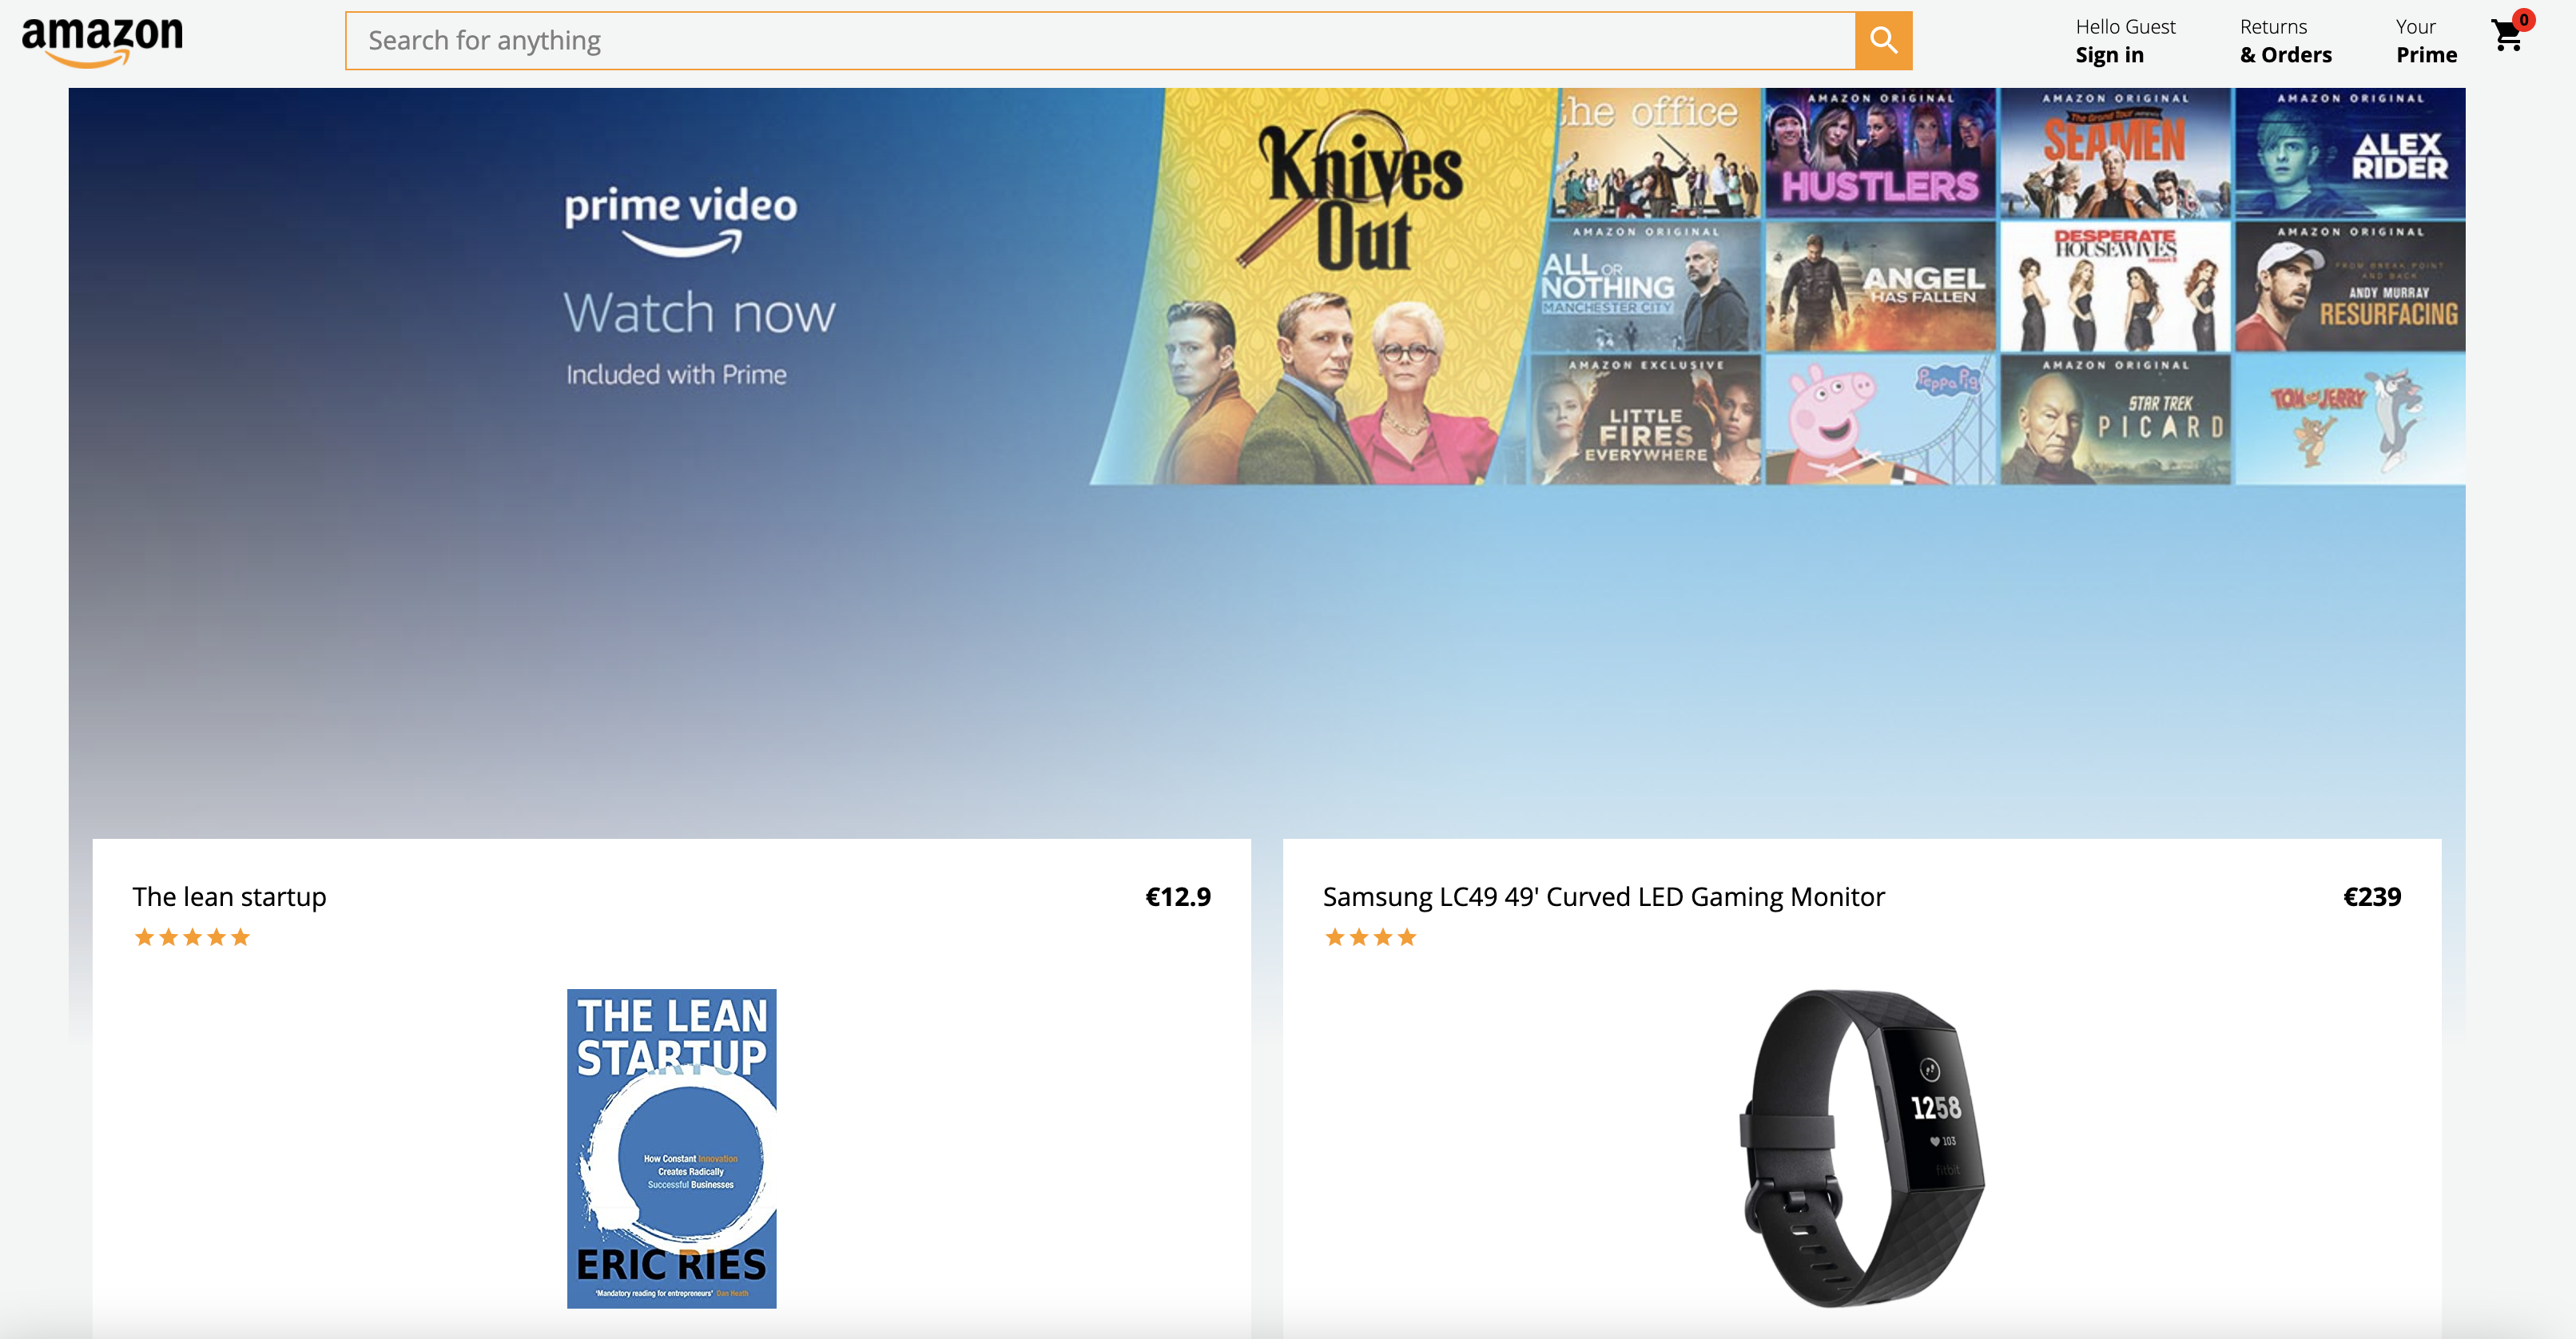 amazon
Search for anything
Hello Guest
Sign in
Returns
& Orders
Your
Prime
0
prime video
Watch now
Included with Prime
Knives
Out
the office
AMAZON ORIGINAL
HUSTLERS
AMAZON ORIGINAL
The Grand Tour PRESENTS
SEAMEN
AMAZON ORIGINAL
ALEX
RIDER
AMAZON ORIGINAL
ALL OR
NOTHING
MANCHESTER CITY
ANGEL
HAS FALLEN
DESPERATE
HOUSEWIVES
AMAZON ORIGINAL
FROM BREAK POINT
AND BACK
ANDY MURRAY
RESURFACING
AMAZON EXCLUSIVE
LITTLE
FIRES
EVERYWHERE
Peppa Pig
AMAZON ORIGINAL
STAR TREK
PICARD
TOM and JERRY
The lean startup
€12.9
THE LEAN
STARTUP
How Constant Innovation
Creates Radically
Successful Businesses
ERIC RIES
'Mandatory reading for entrepreneurs' Dan Heath
Samsung LC49 49' Curved LED Gaming Monitor
€239
1258
103
fitbit